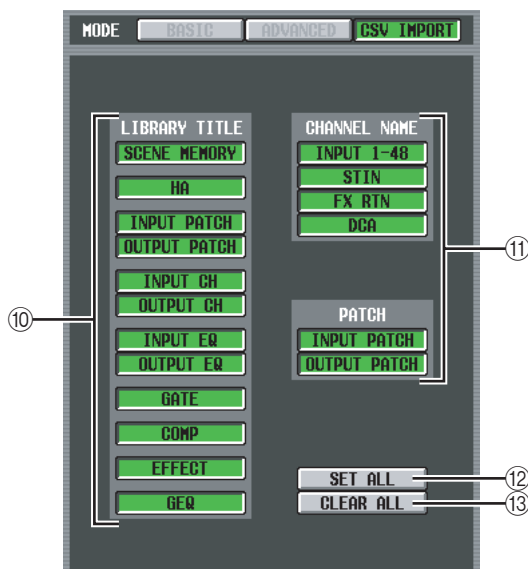 MODE BASIC ADVANCED CSV IMPORT
LIBRARY TITLE
SCENE MEMORY
HA
INPUT PATCH
OUTPUT PATCH
INPUT CH
OUTPUT CH
INPUT EQ
OUTPUT EQ
GATE
COMP
EFFECT
GEQ
⑩
CHANNEL NAME
INPUT 1-48
STIN
FX RTN
DCA
PATCH
INPUT PATCH
OUTPUT PATCH
⑪
SET ALL ⑫
CLEAR ALL ⑬